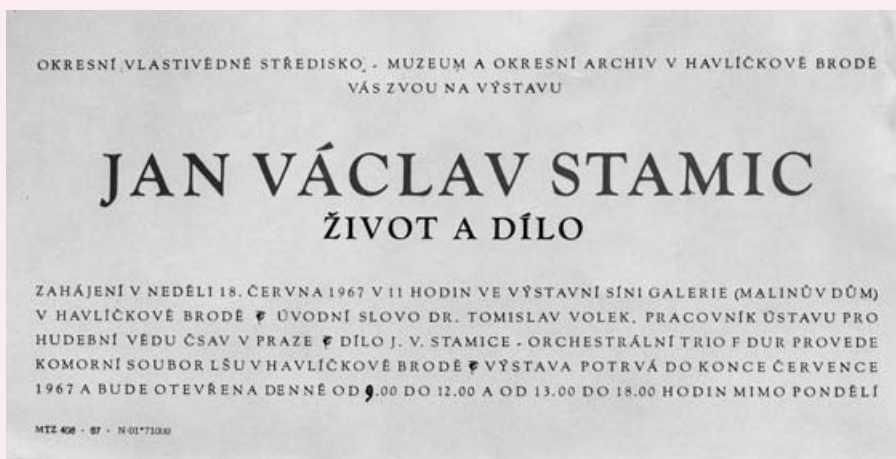 OKRESNÍ VLASTIVĚDNÉ STŘEDISKO - MUZEUM A OKRESNÍ ARCHIV V HAVLÍČKOVĚ BRODĚ
VÁS ZVOU NA VÝSTAVU
JAN VÁCLAV STAMIC
ŽIVOT A DÍLO
ZAHÁJENÍ V NEDĚLI 18. ČERVNA 1967 V 11 HODIN VE VÝSTAVNÍ SÍNI GALERIE (MALINŮV DŮM)
V HAVLÍČKOVĚ BRODĚ ÚVODNÍ SLOVO DR. TOMISLAV VOLEK, PRACOVNÍK ÚSTAVU PRO
HUDEBNÍ VĚDU ČSAV V PRAZE DÍLO J. V. STAMICE - ORCHESTRÁLNÍ TRIO F DUR PROVEDE
KOMORNÍ SOUBOR LŠU V HAVLÍČKOVĚ BRODĚ VÝSTAVA POTRVÁ DO KONCE ČERVENCE
1967 A BUDE OTEVŘENA DENNĚ OD 9.00 DO 12.00 A OD 13.00 DO 18.00 HODIN MIMO PONDĚLÍ
MTZ 408 - 67 - N-01*71000